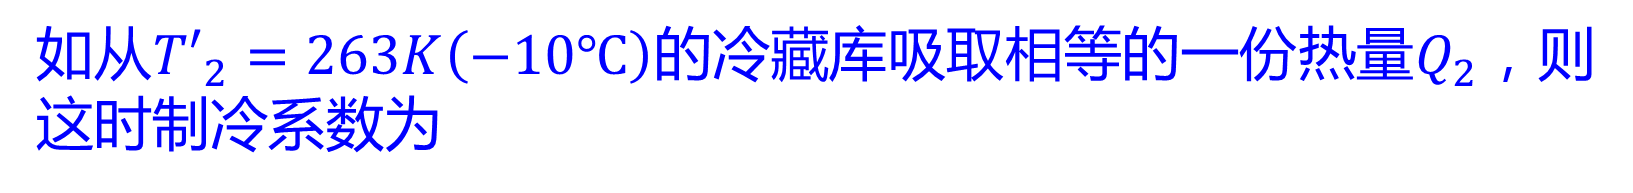 如从T′₂ = 263K(−10℃)的冷藏库吸取相等的一份热量Q₂，则
这时制冷系数为